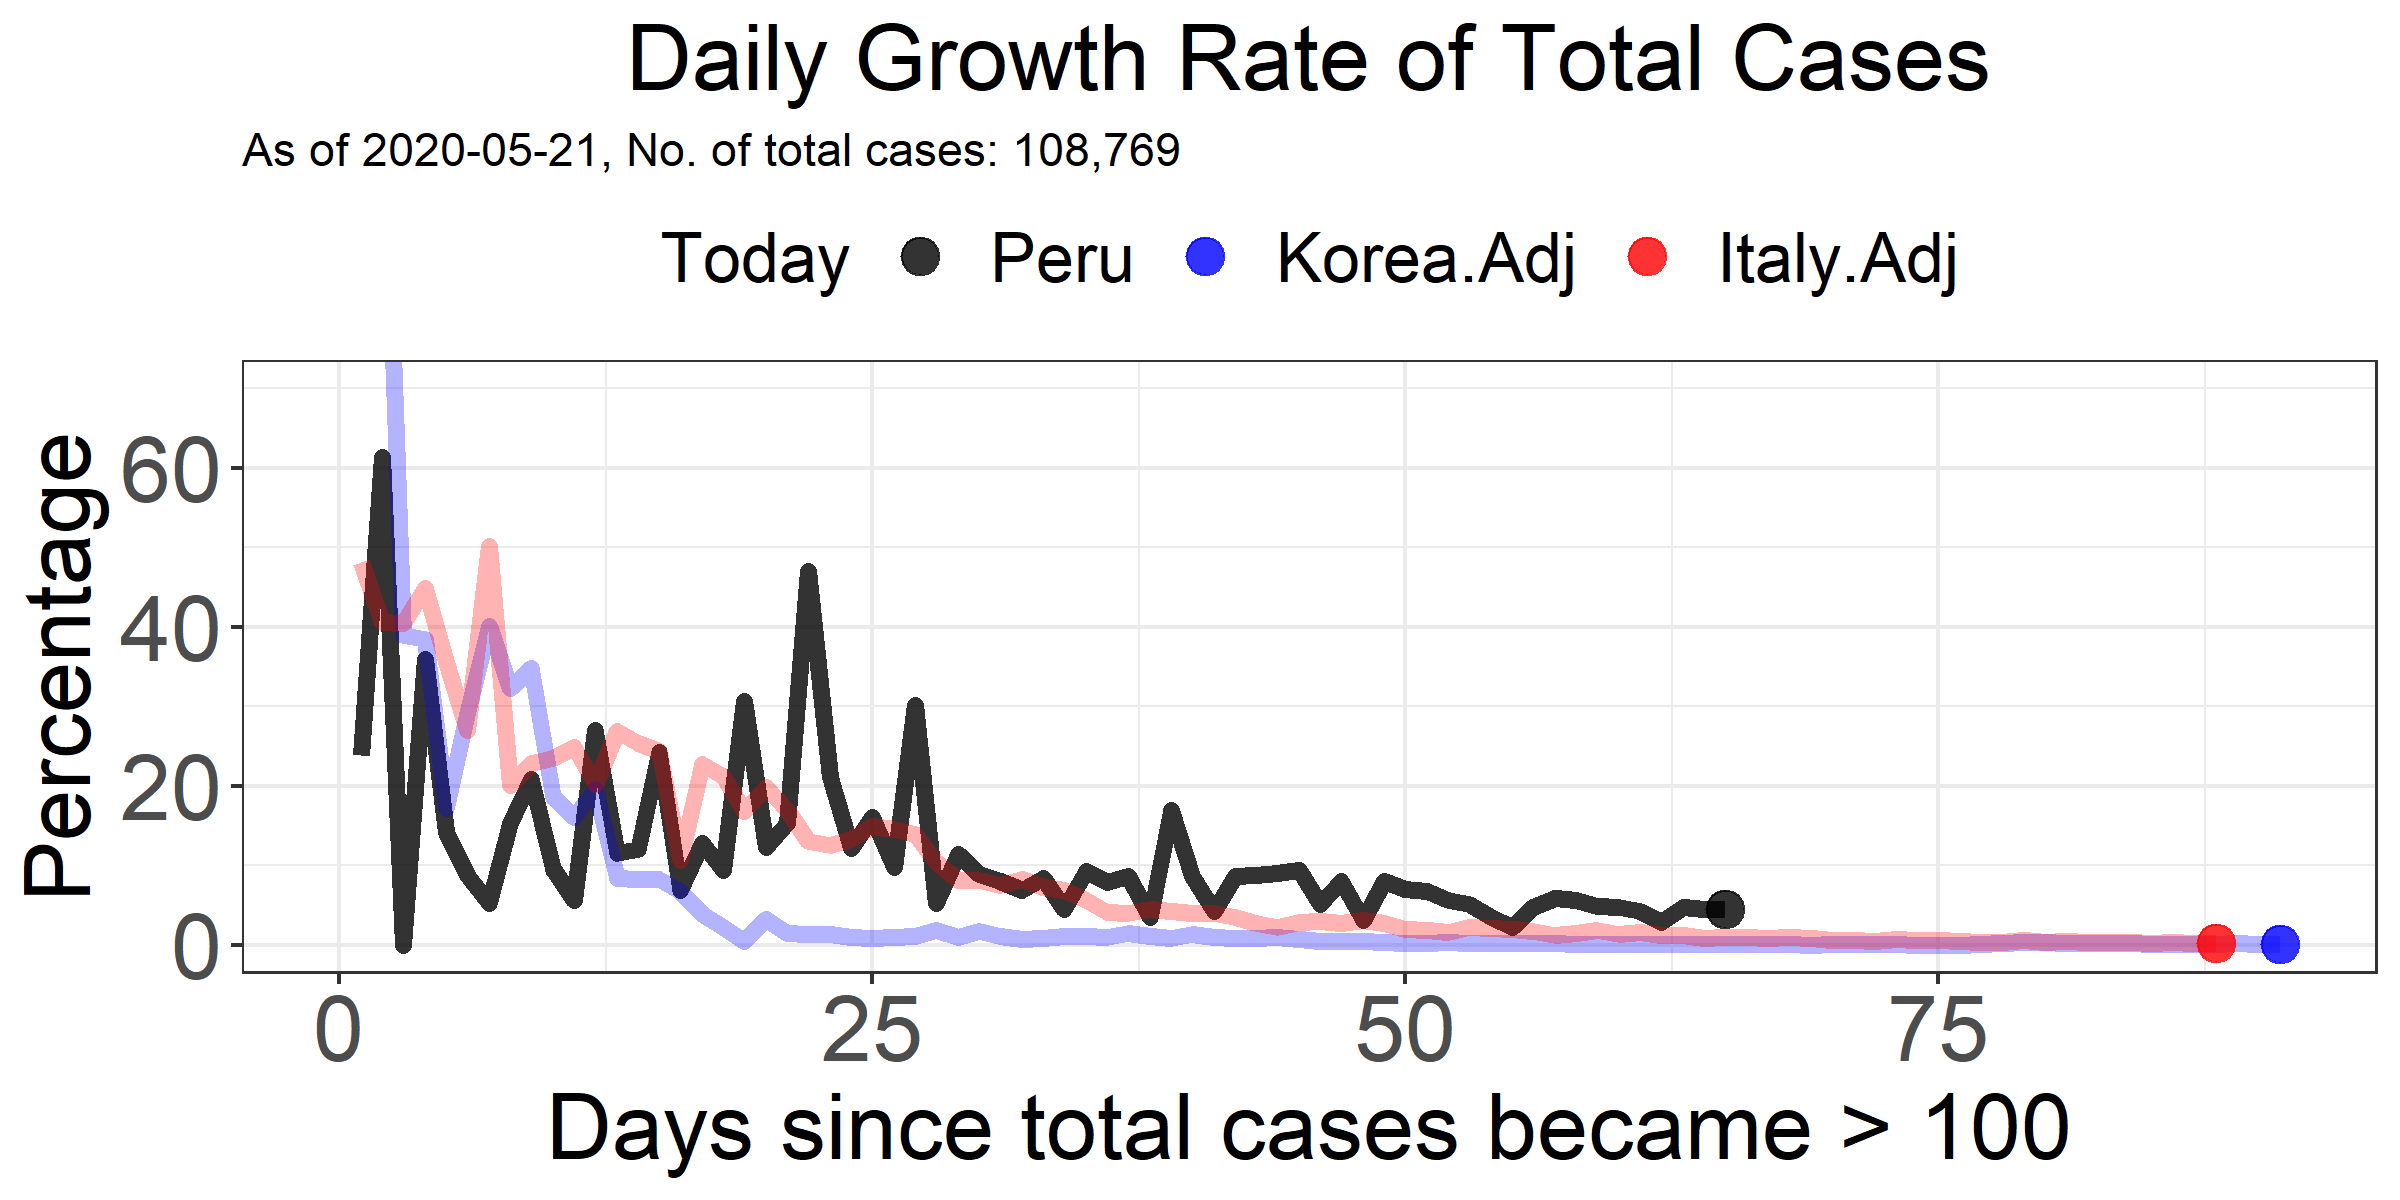 Daily Growth Rate of Total Cases
As of 2020-05-21, No. of total cases: 108,769
Today Peru Korea.Adj Italy.Adj
Percentage
60
40
20
0
0 25 50 75
Days since total cases became > 100